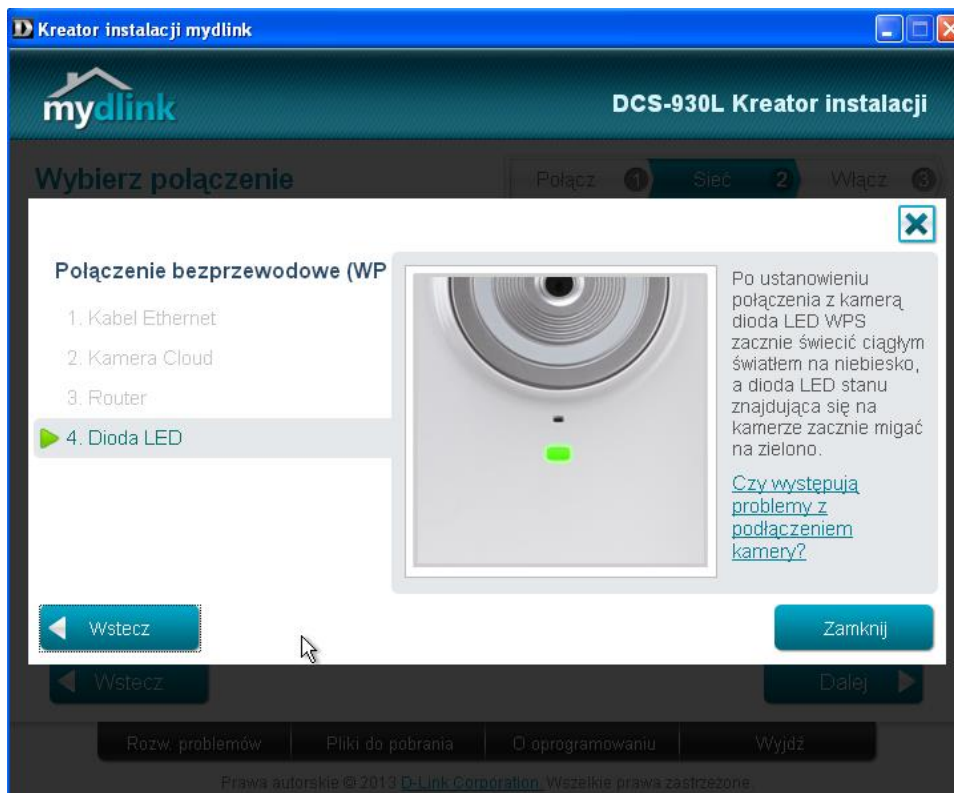 Kreator instalacji mydlink
mydlink
DCS-930L Kreator instalacji
Wybierz połączenie
Połącz 1 Sieć 2 Włącz 3
Połączenie bezprzewodowe (WP
1. Kabel Ethernet
2. Kamera Cloud
3. Router
4. Dioda LED
Po ustanowieniu
połączenia z kamerą
dioda LED WPS
zacznie świecić ciągłym
światłem na niebiesko,
a dioda LED stanu
znajdująca się na
kamerze zacznie migać
na zielono.
Czy występują
problemy z
podłączeniem
kamery?
Wstecz
Zamknij
Wstecz
Dalej
Rozw. problemów
Pliki do pobrania
O oprogramowaniu
Wyjdź
Prawa autorskie © 2013 D-Link Corporation. Wszelkie prawa zastrzeżone.